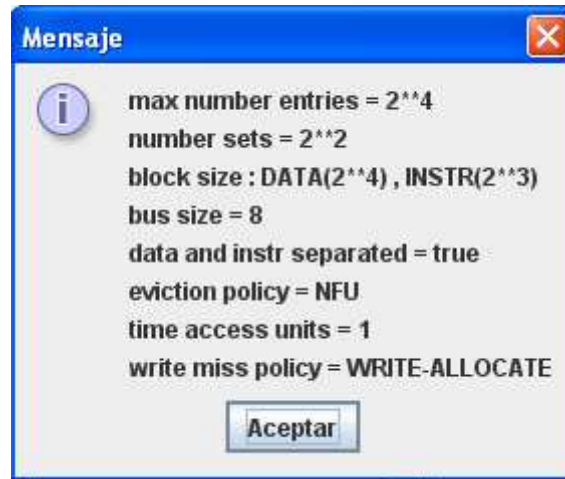 Mensaje
i
max number entries = 2**4
number sets = 2**2
block size : DATA(2**4) , INSTR(2**3)
bus size = 8
data and instr separated = true
eviction policy = NFU
time access units = 1
write miss policy = WRITE-ALLOCATE
Aceptar